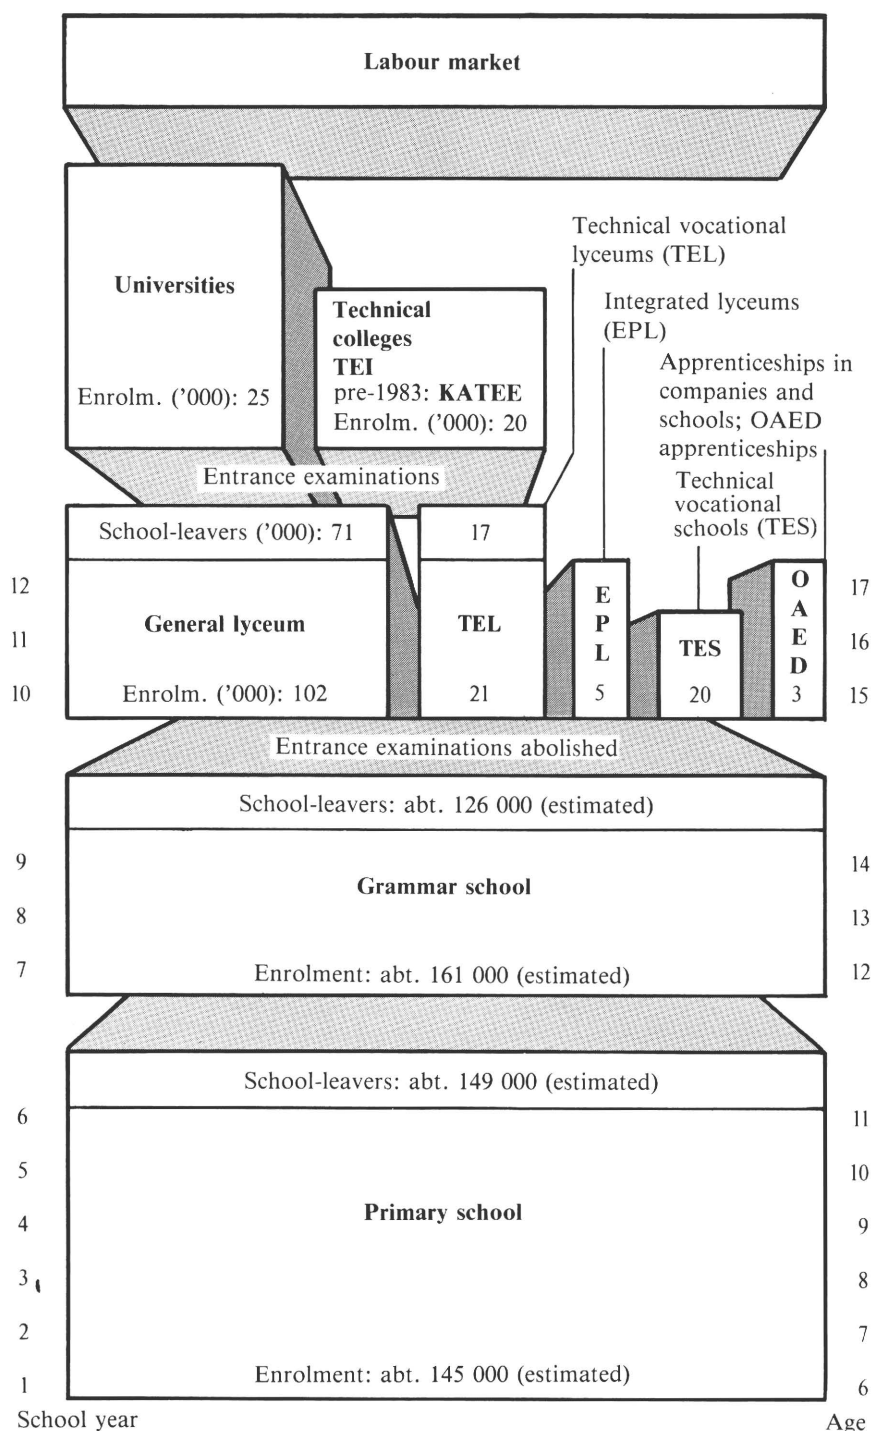 Labour market
Universities
Enrolm. ('000): 25
Technical
colleges
TEI
pre-1983: KATEE
Enrolm. ('000): 20
Technical vocational
lyceums (TEL)
Integrated lyceums
(EPL)
Apprenticeships in
companies and
schools; OAED
apprenticeships
Technical
vocational
schools (TES)
Entrance examinations
School-leavers ('000): 71
17
General lyceum
Enrolm. ('000): 102
TEL
21
E
P
L
5
TES
20
O
A
E
D
3
12
11
10
17
16
15
Entrance examinations abolished
School-leavers: abt. 126 000 (estimated)
Grammar school
Enrolment: abt. 161 000 (estimated)
9
8
7
14
13
12
School-leavers: abt. 149 000 (estimated)
Primary school
Enrolment: abt. 145 000 (estimated)
6
5
4
3
2
1
11
10
9
8
7
6
School year
Age